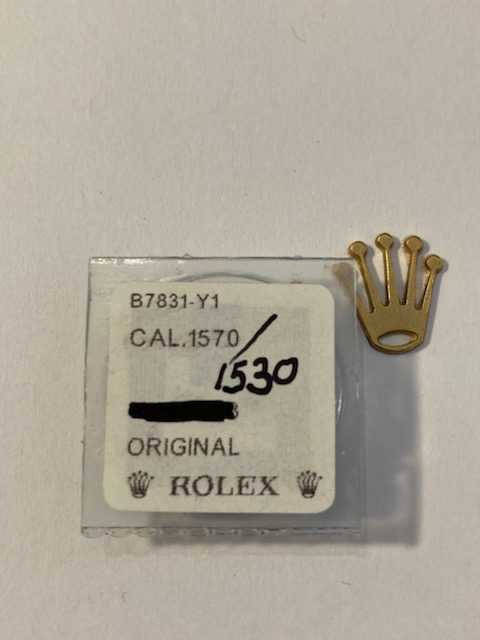 B7831-Y1
CAL.1570/
1530
ORIGINAL
ROLEX